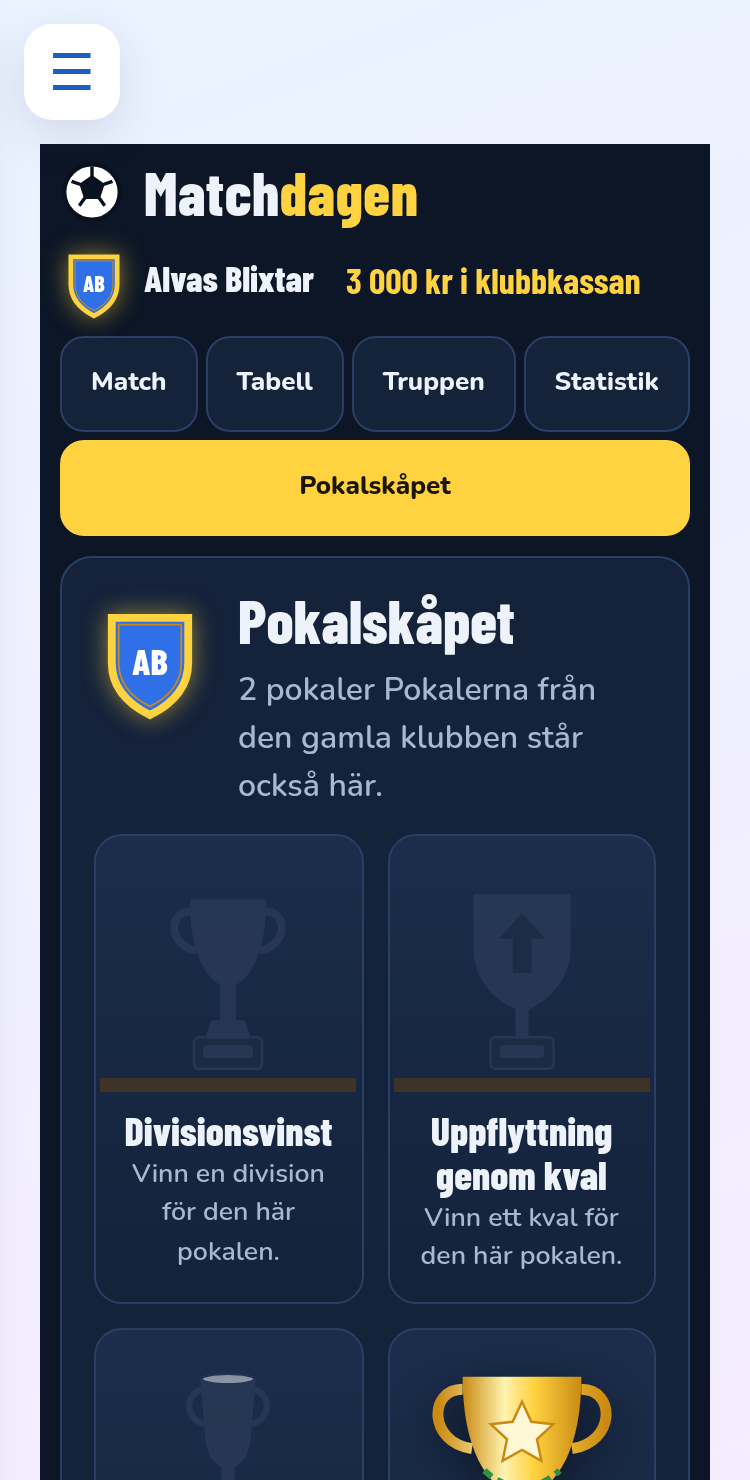 Matchdagen
AB
Alvas Blixtar
3 000 kr i klubbkassan
Match
Tabell
Truppen
Statistik
Pokalskåpet
AB
Pokalskåpet
2 pokaler Pokalerna från
den gamla klubben står
också här.
Divisionsvinst
Vinn en division
för den här
pokalen.
Uppflyttning
genom kval
Vinn ett kval för
den här pokalen.